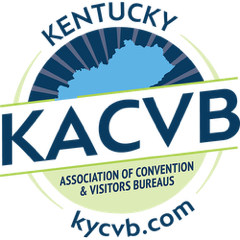 KENTUCKY
KACVB
ASSOCIATION OF CONVENTION
& VISITORS BUREAUS
kycvb.com